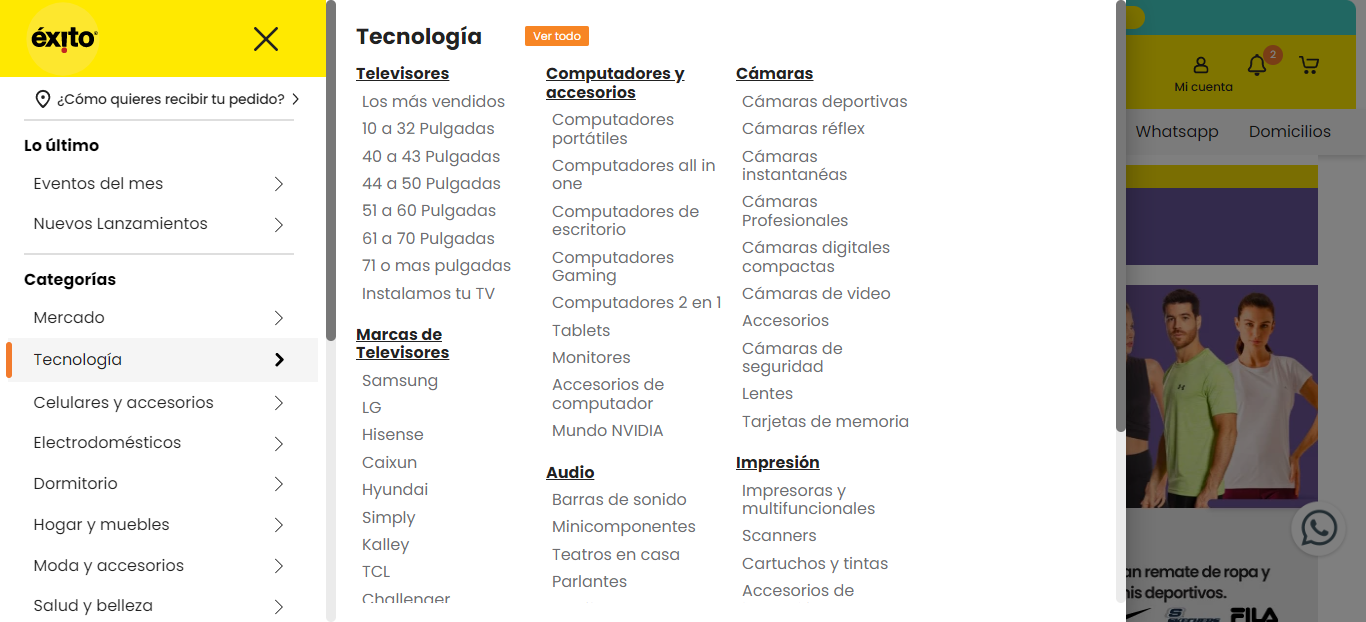 éxito
¿Cómo quieres recibir tu pedido?
Lo último
Eventos del mes
Nuevos Lanzamientos
Categorías
Mercado
Tecnología
Celulares y accesorios
Electrodomésticos
Dormitorio
Hogar y muebles
Moda y accesorios
Salud y belleza
Tecnología
Ver todo
Televisores
Los más vendidos
10 a 32 Pulgadas
40 a 43 Pulgadas
44 a 50 Pulgadas
51 a 60 Pulgadas
61 a 70 Pulgadas
71 o mas pulgadas
Instalamos tu TV
Marcas de
Televisores
Samsung
LG
Hisense
Caixun
Hyundai
Simply
Kalley
TCL
Challenger
Computadores y
accesorios
Computadores
portátiles
Computadores all in
one
Computadores de
escritorio
Computadores
Gaming
Computadores 2 en 1
Tablets
Monitores
Accesorios de
computador
Mundo NVIDIA
Audio
Barras de sonido
Minicomponentes
Teatros en casa
Parlantes
Cámaras
Cámaras deportivas
Cámaras réflex
Cámaras
instantanéas
Cámaras
Profesionales
Cámaras digitales
compactas
Cámaras de video
Accesorios
Cámaras de
seguridad
Lentes
Tarjetas de memoria
Impresión
Impresoras y
multifuncionales
Scanners
Cartuchos y tintas
Accesorios de
2
Mi cuenta
Whatsapp
Domicilios
an remate de ropa y
nis deportivos.
SKECHERS
FILA